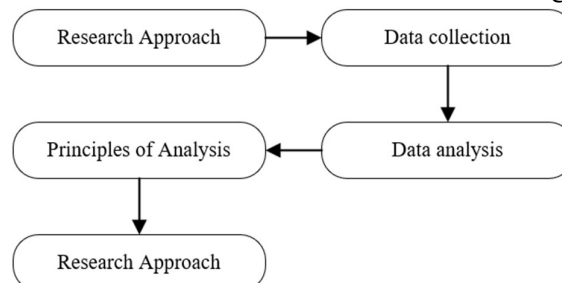 Research Approach
Data collection
Data analysis
Principles of Analysis
Research Approach